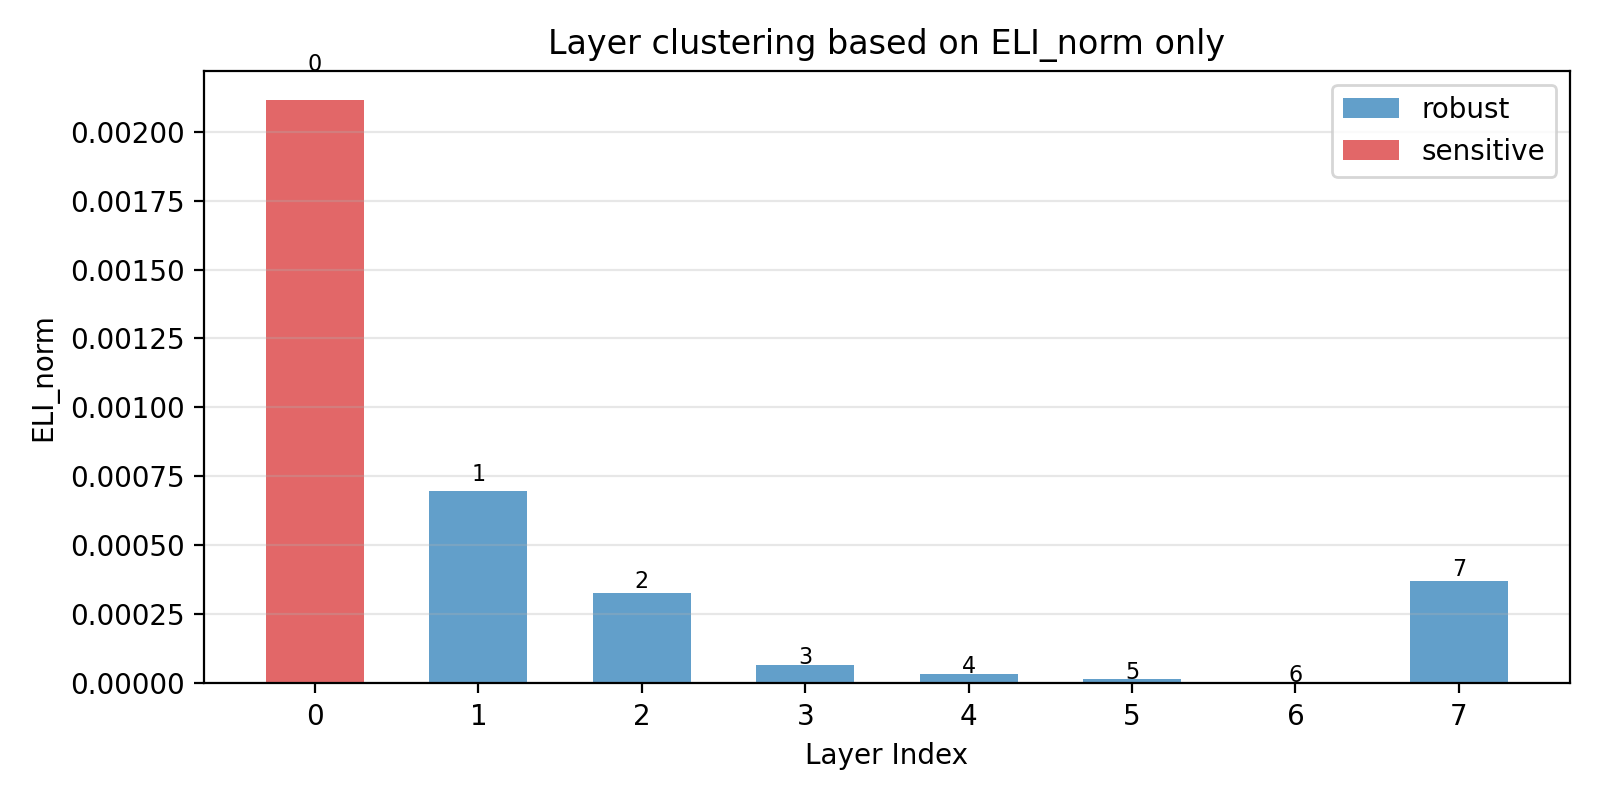 Layer clustering based on ELI_norm only
0
robust
sensitive
0.00200
0.00175
0.00150
0.00125
0.00100
0.00075
0.00050
0.00025
0.00000
ELI_norm
1
2
3
4
5
6
7
0 1 2 3 4 5 6 7
Layer Index